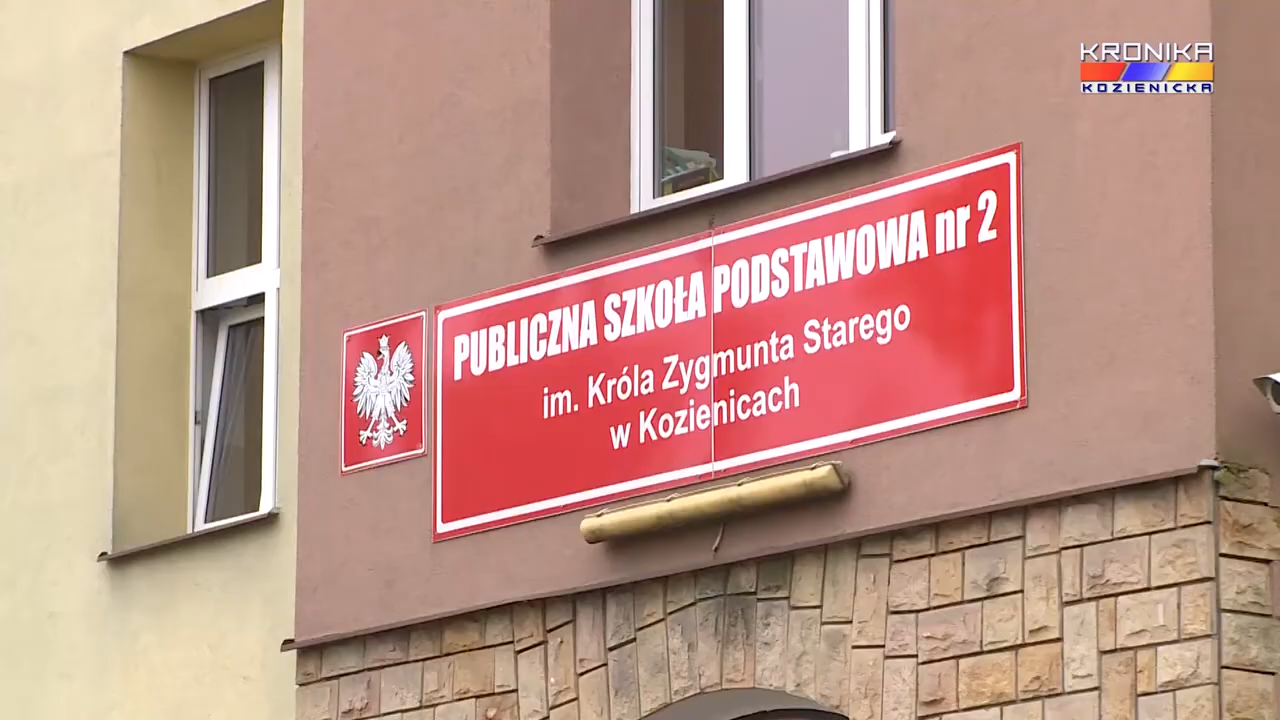 KRONIKA
KOZIENICKA
PUBLICZNA SZKOŁA PODSTAWOWA nr 2
im. Króla Zygmunta Starego
w Kozienicach